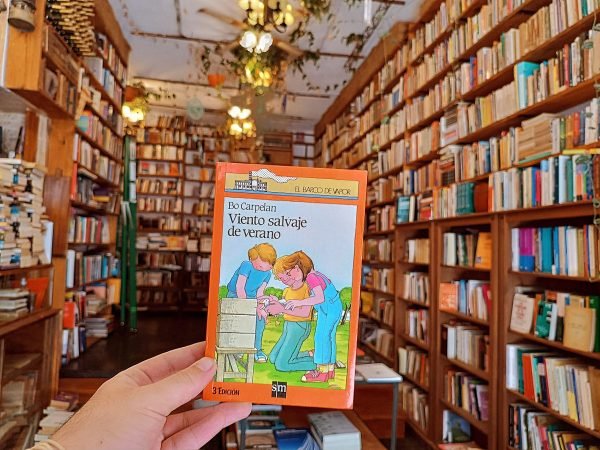 EL BARCO DE VAPOR
Bo Carpelan
Viento salvaje
de verano
3 EDICIÓN
sm